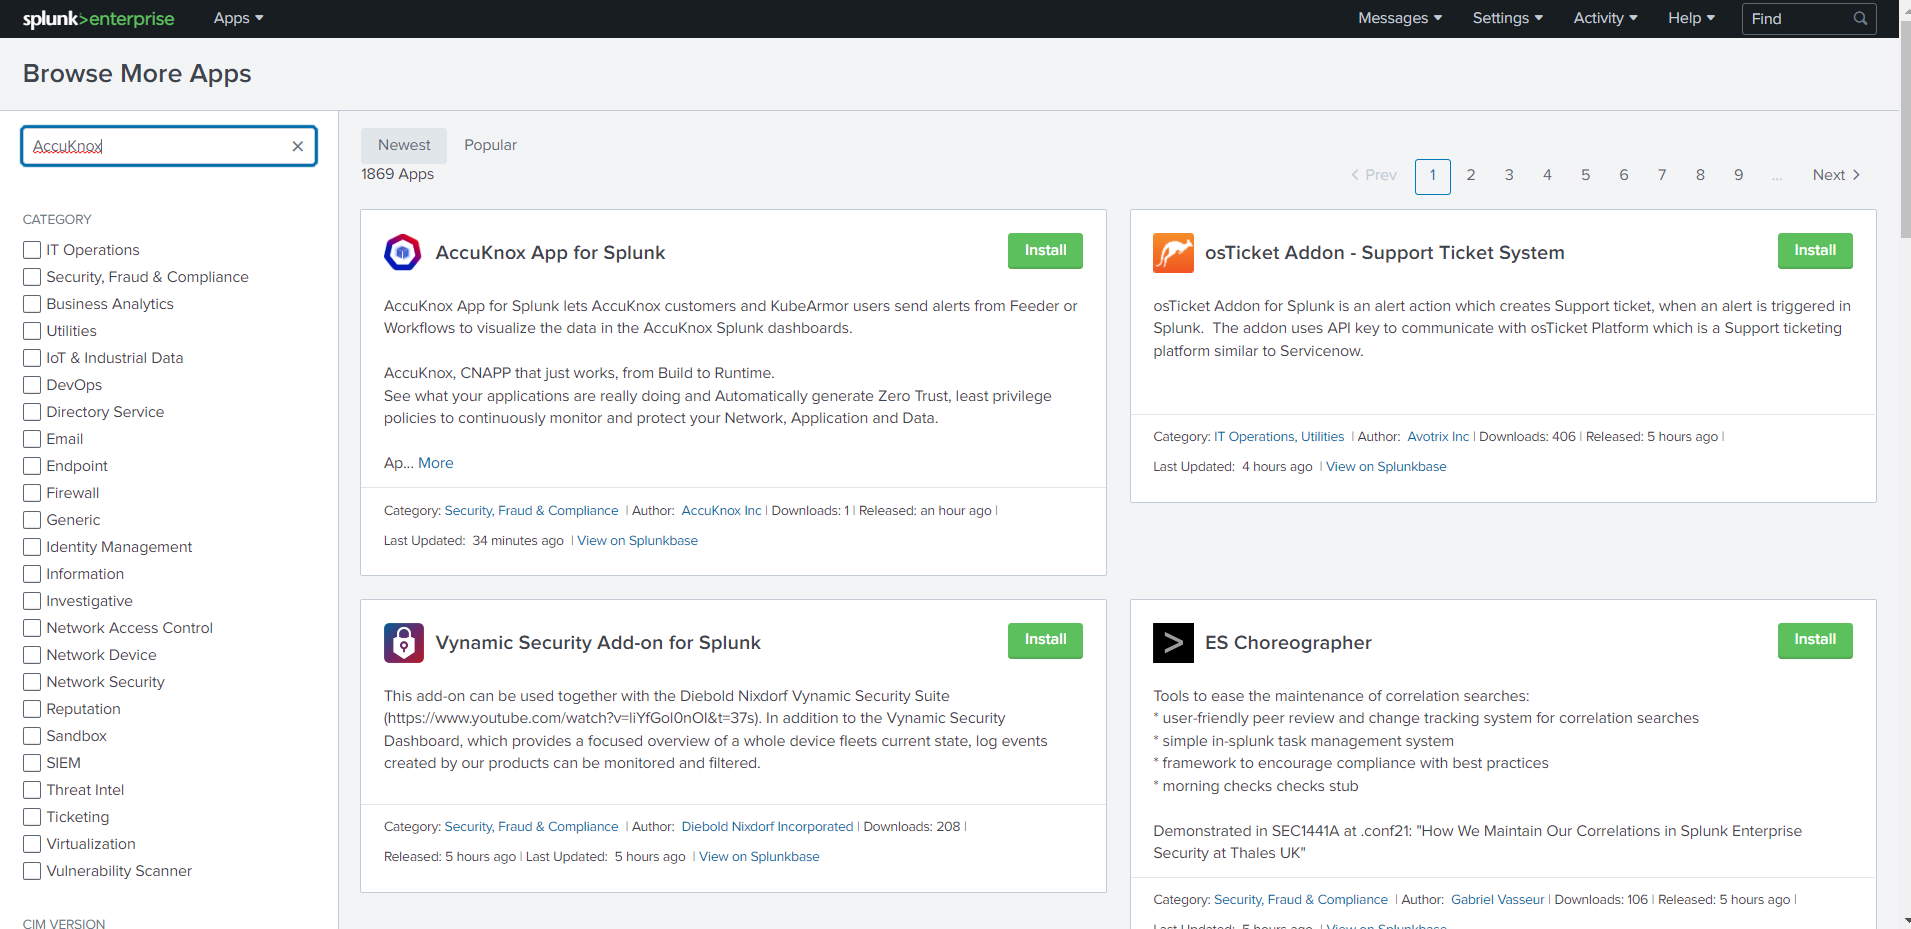 splunk>enterprise Apps Messages Settings Activity Help Find
Browse More Apps
AccuKnox
CATEGORY
IT Operations
Security, Fraud & Compliance
Business Analytics
Utilities
IoT & Industrial Data
DevOps
Directory Service
Email
Endpoint
Firewall
Generic
Identity Management
Information
Investigative
Network Access Control
Network Device
Network Security
Reputation
Sandbox
SIEM
Threat Intel
Ticketing
Virtualization
Vulnerability Scanner
CIM VERSION
Newest Popular
1869 Apps
< Prev 1 2 3 4 5 6 7 8 9 ... Next >
AccuKnox App for Splunk Install
AccuKnox App for Splunk lets AccuKnox customers and KubeArmor users send alerts from Feeder or
Workflows to visualize the data in the AccuKnox Splunk dashboards.
AccuKnox, CNAPP that just works, from Build to Runtime.
See what your applications are really doing and Automatically generate Zero Trust, least privilege
policies to continuously monitor and protect your Network, Application and Data.
Ap... More
Category: Security, Fraud & Compliance | Author: AccuKnox Inc | Downloads: 1 | Released: an hour ago |
Last Updated: 34 minutes ago | View on Splunkbase
osTicket Addon - Support Ticket System Install
osTicket Addon for Splunk is an alert action which creates Support ticket, when an alert is triggered in
Splunk. The addon uses API key to communicate with osTicket Platform which is a Support ticketing
platform similar to Servicenow.
Category: IT Operations, Utilities | Author: Avotrix Inc | Downloads: 406 | Released: 5 hours ago |
Last Updated: 4 hours ago | View on Splunkbase
Vynamic Security Add-on for Splunk Install
This add-on can be used together with the Diebold Nixdorf Vynamic Security Suite
(https://www.youtube.com/watch?v=liYfGol0nOI&t=37s). In addition to the Vynamic Security
Dashboard, which provides a focused overview of a whole device fleets current state, log events
created by our products can be monitored and filtered.
Category: Security, Fraud & Compliance | Author: Diebold Nixdorf Incorporated | Downloads: 208 |
Released: 5 hours ago | Last Updated: 5 hours ago | View on Splunkbase
ES Choreographer Install
Tools to ease the maintenance of correlation searches:
* user-friendly peer review and change tracking system for correlation searches
* simple in-splunk task management system
* framework to encourage compliance with best practices
* morning checks checks stub
Demonstrated in SEC1441A at .conf21: "How We Maintain Our Correlations in Splunk Enterprise
Security at Thales UK"
Category: Security, Fraud & Compliance | Author: Gabriel Vasseur | Downloads: 106 | Released: 5 hours ago |
Last Updated: 5 hours ago | View on Splunkbase